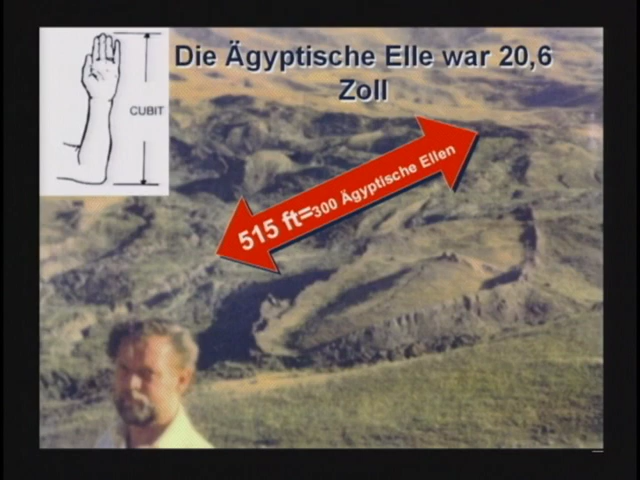 Die Ägyptische Elle war 20,6
Zoll
CUBIT
515 ft=300 Ägyptische Ellen